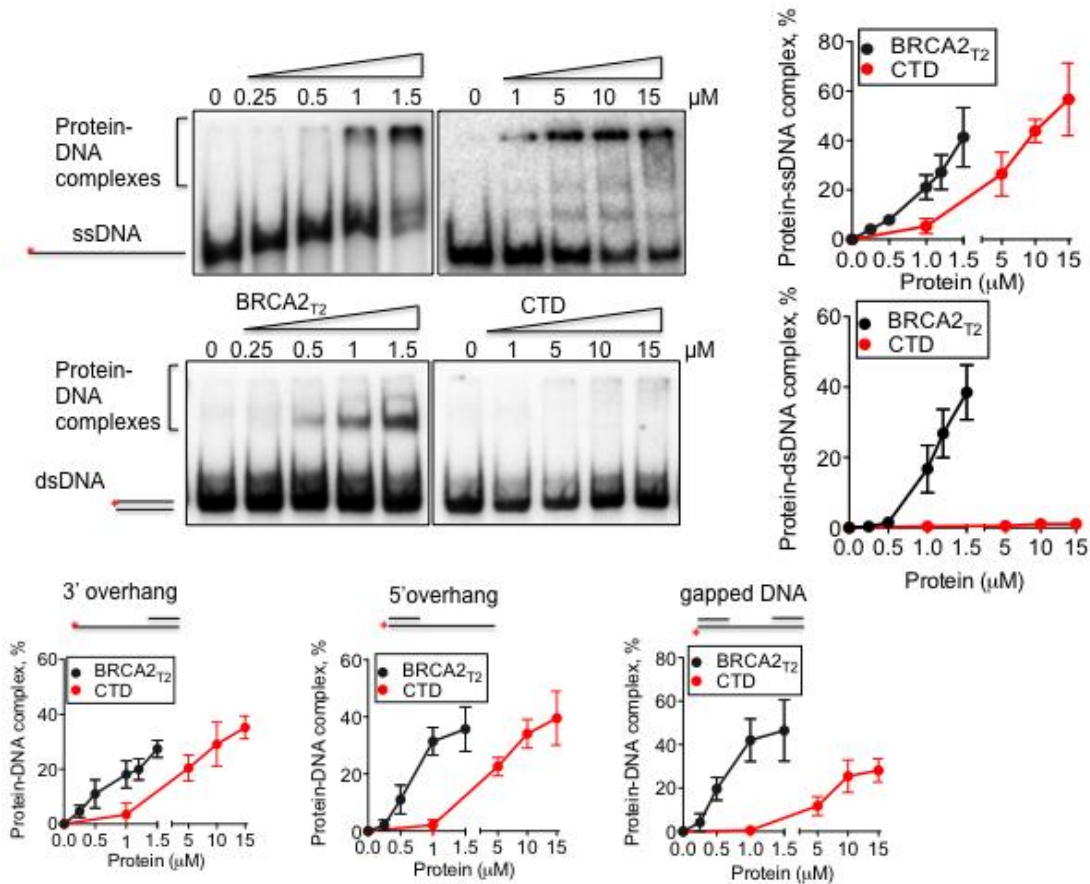 0 0.25 0.5 1 1.5
0 1 5 10 15 µM
Protein-
DNA
complexes
ssDNA
BRCA2T2
CTD
0 0.25 0.5 1 1.5
0 1 5 10 15 µM
Protein-
DNA
complexes
dsDNA
Protein-ssDNA complex, %
80
60
40
20
0
BRCA2T2
CTD
0.0 0.5 1.0 1.5 5 10 15
Protein (µM)
Protein-dsDNA complex, %
60
40
20
0
BRCA2T2
CTD
0.0 0.5 1.0 1.5 5 10 15
Protein (µM)
3' overhang
Protein-DNA complex, %
60
40
20
0
BRCA2T2
CTD
0.0 0.5 1.0 1.5 5 10 15
Protein (µM)
5'overhang
Protein-DNA complex, %
60
40
20
0
BRCA2T2
CTD
0.0 0.5 1.0 1.5 5 10 15
Protein (µM)
gapped DNA
Protein-DNA complex, %
80
60
40
20
0
BRCA2T2
CTD
0.0 0.5 1.0 1.5 5 10 15
Protein (µM)